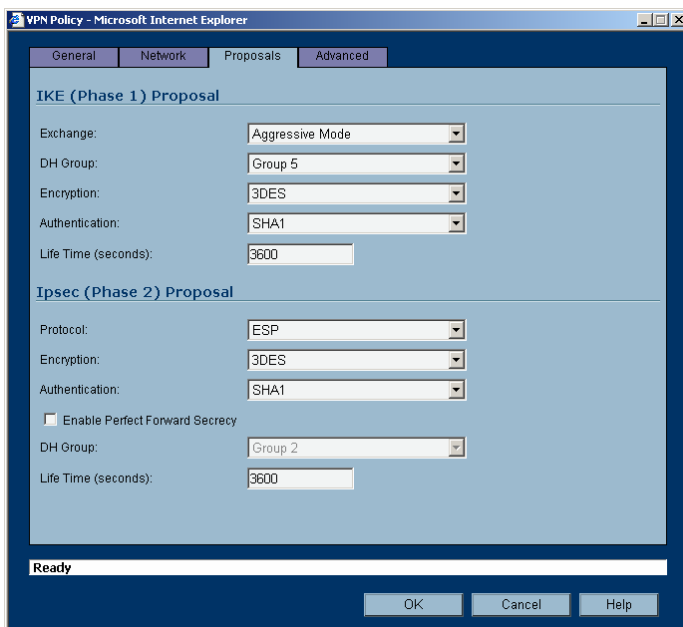 VPN Policy - Microsoft Internet Explorer
General Network Proposals Advanced
IKE (Phase 1) Proposal
Exchange: Aggressive Mode
DH Group: Group 5
Encryption: 3DES
Authentication: SHA1
Life Time (seconds): 3600
Ipsec (Phase 2) Proposal
Protocol: ESP
Encryption: 3DES
Authentication: SHA1
Enable Perfect Forward Secrecy
DH Group: Group 2
Life Time (seconds): 3600
Ready
OK Cancel Help